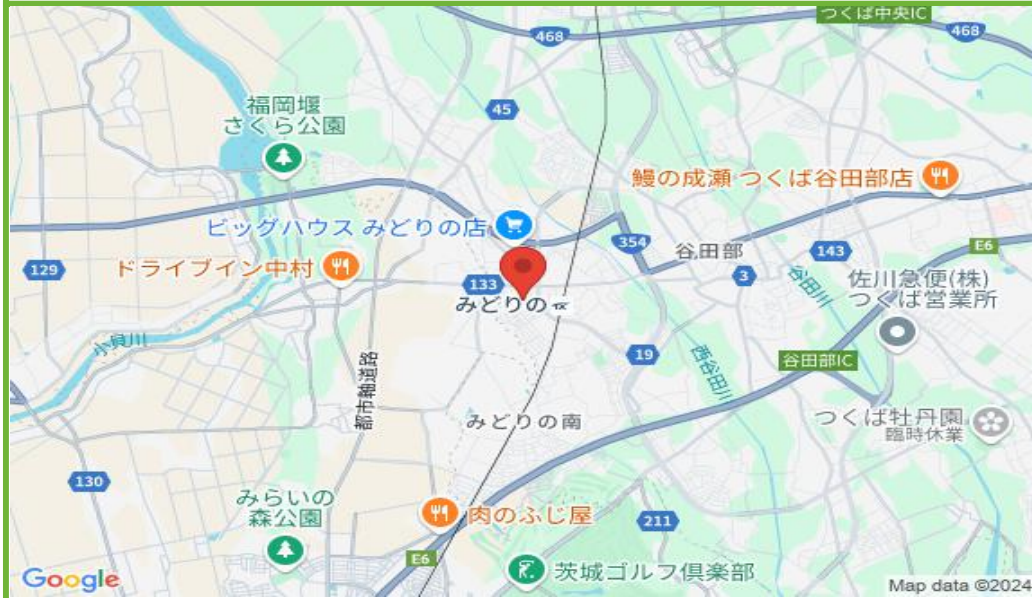 つくば中央IC
468
468
福岡堰
さくら公園
45
鰻の成瀬 つくば谷田部店
ビッグハウス みどりの店
354
谷田部
143
E6
129
ドライブイン中村
133
3
谷田川
佐川急便(株)
つくば営業所
みどりの
小貝川
都市軸道路
19
西谷田川
谷田部IC
みどりの南
つくば牡丹園
臨時休業
130
みらいの
森公園
肉のふじ屋
211
E6
茨城ゴルフ倶楽部
Google
Map data ©2024